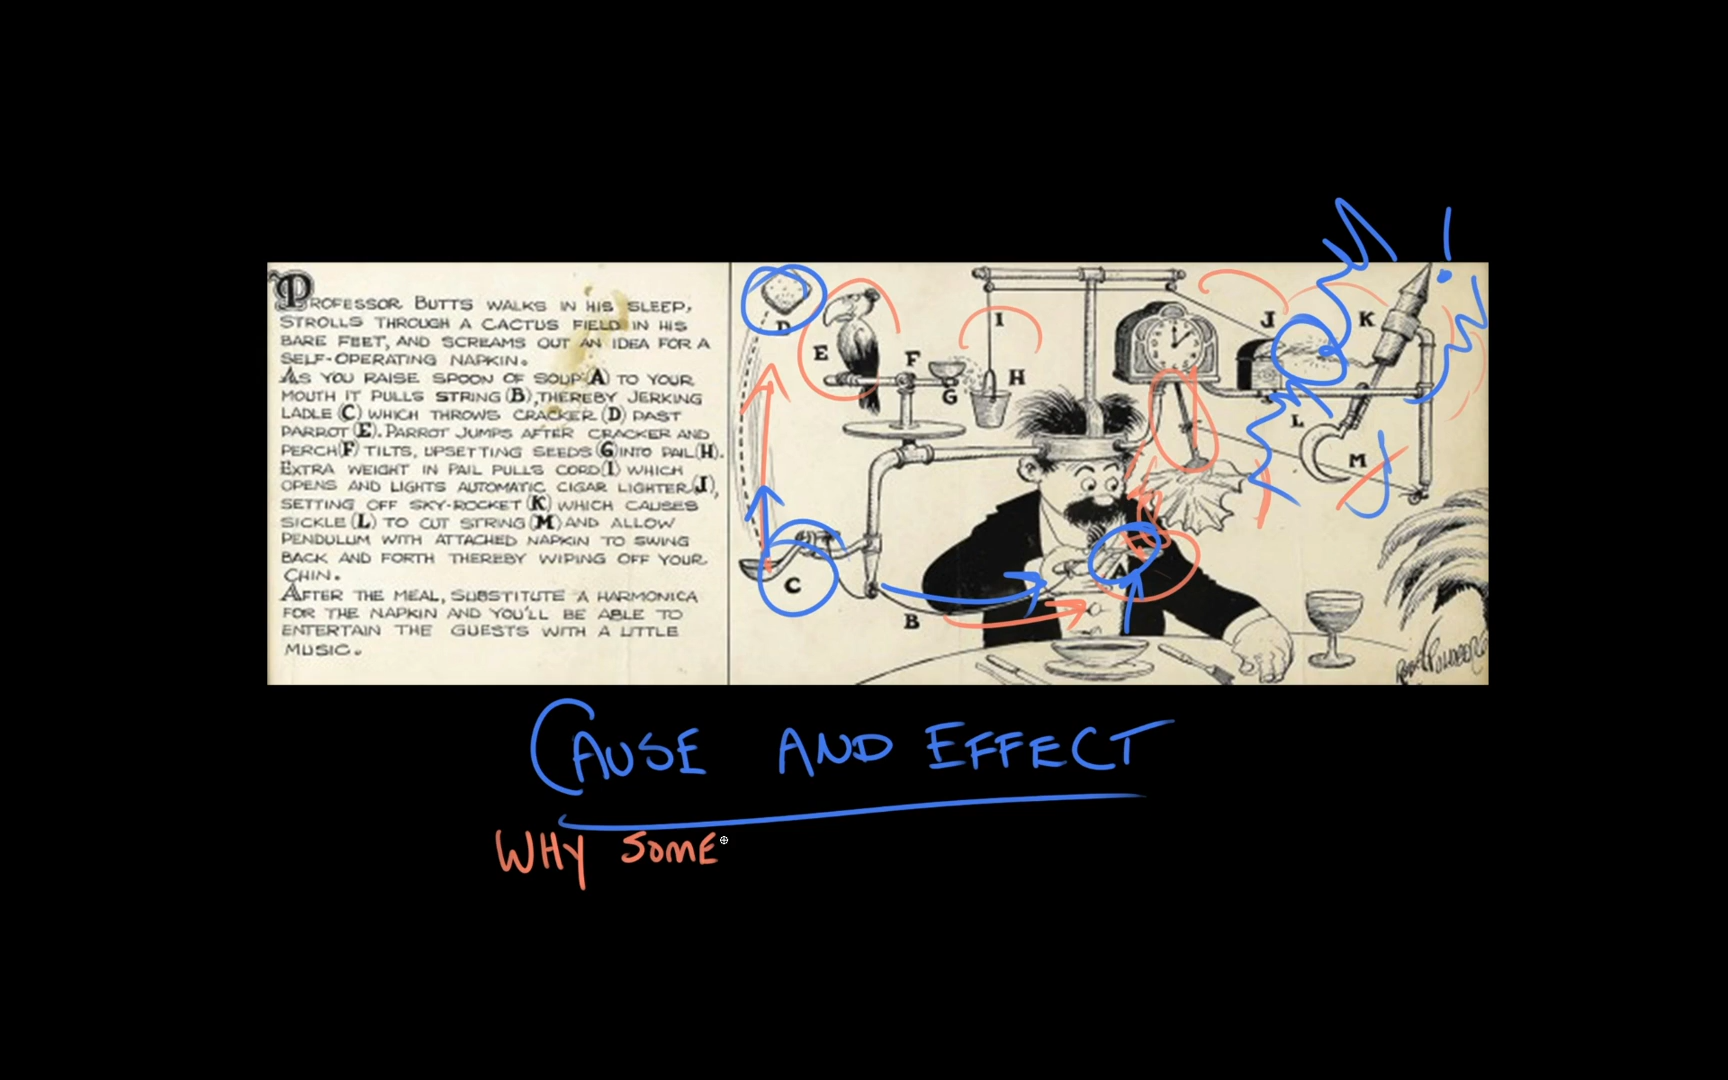 PROFESSOR BUTTS WALKS IN HIS SLEEP,
STROLLS THROUGH A CACTUS FIELD IN HIS
BARE FEET, AND SCREAMS OUT AN IDEA FOR A
SELF-OPERATING NAPKIN.
AS YOU RAISE SPOON OF SOUP (A) TO YOUR
MOUTH IT PULLS STRING (B), THEREBY JERKING
LADLE (C) WHICH THROWS CRACKER (D) PAST
PARROT (E). PARROT JUMPS AFTER CRACKER AND
PERCH (F) TILTS, UPSETTING SEEDS (G) INTO PAIL (H).
EXTRA WEIGHT IN PAIL PULLS CORD (I) WHICH
OPENS AND LIGHTS AUTOMATIC CIGAR LIGHTER (J),
SETTING OFF SKY-ROCKET (K) WHICH CAUSES
SICKLE (L) TO CUT STRING (M) AND ALLOW
PENDULUM WITH ATTACHED NAPKIN TO SWING
BACK AND FORTH THEREBY WIPING OFF YOUR
CHIN.
AFTER THE MEAL, SUBSTITUTE A HARMONICA
FOR THE NAPKIN AND YOU'LL BE ABLE TO
ENTERTAIN THE GUESTS WITH A LITTLE
MUSIC.
D
E
F
G
H
I
J
K
L
M
C
A
B
CAUSE AND EFFECT
WHY SOME